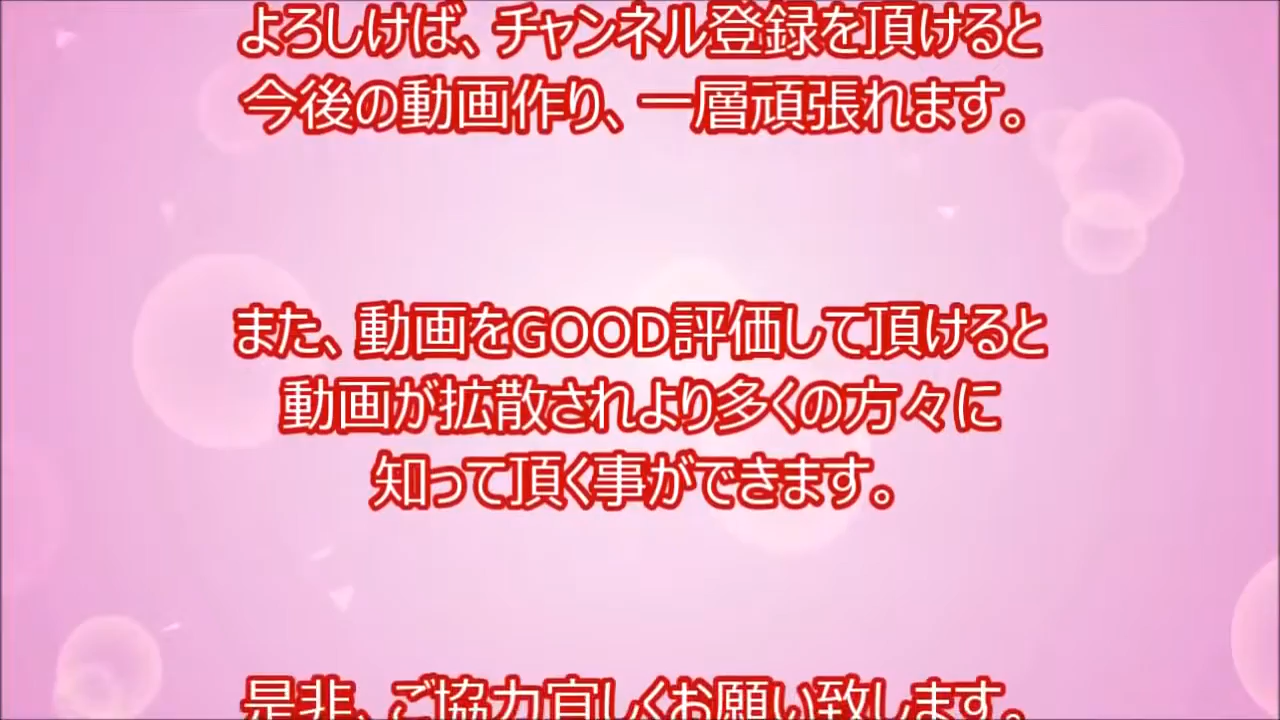 よろしければ、チャンネル登録を頂けると
今後の動画作り、一層頑張れます。
また、動画をGOOD評価して頂けると
動画が拡散されより多くの方々に
知って頂く事ができます。
是非、ご協力宜しくお願い致します。